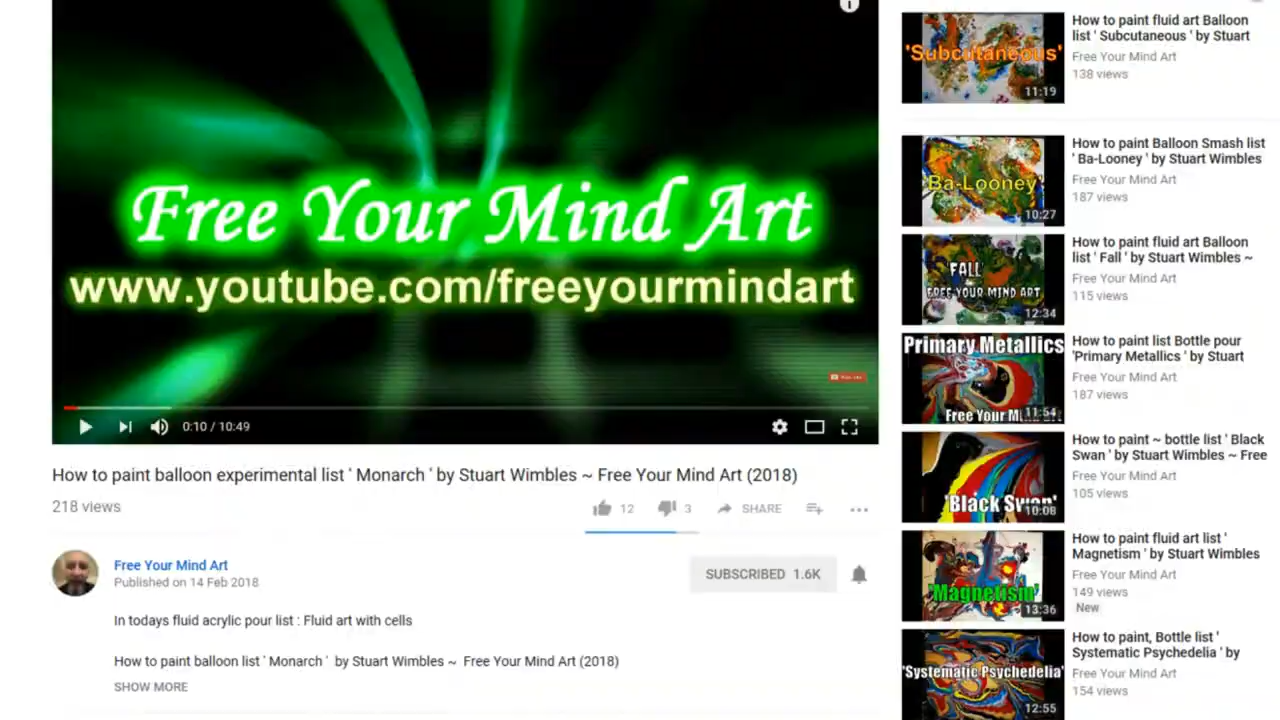 Free Your Mind Art
www.youtube.com/freeyourmindart
0:10 / 10:49
How to paint balloon experimental list ' Monarch ' by Stuart Wimbles ~ Free Your Mind Art (2018)
218 views
12
3
SHARE
Free Your Mind Art
Published on 14 Feb 2018
SUBSCRIBED 1.6K
In todays fluid acrylic pour list : Fluid art with cells
How to paint balloon list ' Monarch ' by Stuart Wimbles ~ Free Your Mind Art (2018)
SHOW MORE
'Subcutaneous'
11:19
How to paint fluid art Balloon
list ' Subcutaneous ' by Stuart
Free Your Mind Art
138 views
'Ba-Looney'
10:27
How to paint Balloon Smash list
' Ba-Looney ' by Stuart Wimbles
Free Your Mind Art
187 views
FALL
FREE YOUR MIND ART
12:34
How to paint fluid art Balloon
list ' Fall ' by Stuart Wimbles ~
Free Your Mind Art
115 views
Primary Metallics
Free Your Mind Art
11:54
How to paint list Bottle pour
'Primary Metallics ' by Stuart
Free Your Mind Art
187 views
'Black Swan'
10:08
How to paint ~ bottle list ' Black
Swan ' by Stuart Wimbles ~ Free
Free Your Mind Art
105 views
'Magnetism'
13:36
How to paint fluid art list '
Magnetism ' by Stuart Wimbles
Free Your Mind Art
149 views
New
'Systematic Psychedelia'
12:55
How to paint, Bottle list '
Systematic Psychedelia ' by
Free Your Mind Art
154 views